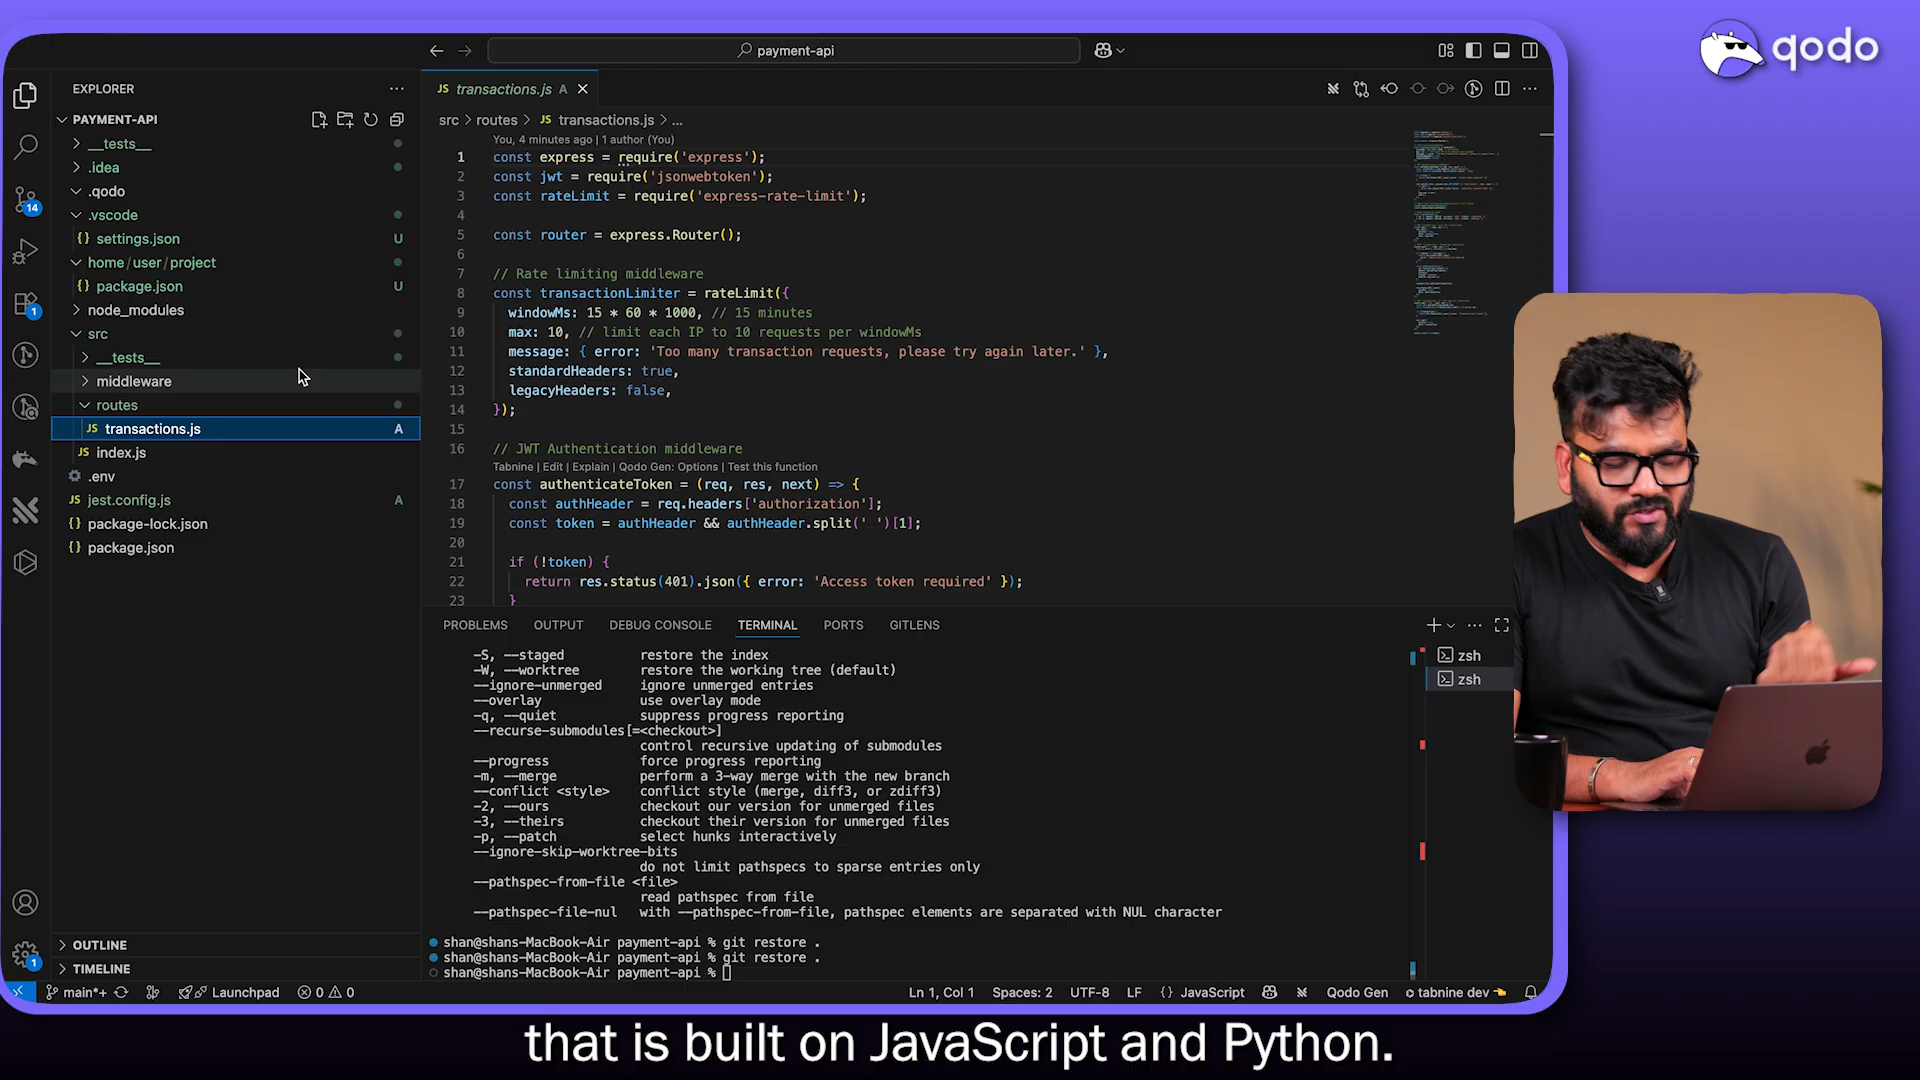 qodo
payment-api
EXPLORER
PAYMENT-API
__tests__
.idea
.qodo
.vscode
{} settings.json U
home/user/project
{} package.json U
node_modules
src
__tests__
middleware
routes
JS transactions.js A
JS index.js
.env
JS jest.config.js A
{} package-lock.json
{} package.json
OUTLINE
TIMELINE
14
1
1
JS transactions.js A
src > routes > JS transactions.js > ...
You, 4 minutes ago | 1 author (You)
1 const express = require('express');
2 const jwt = require('jsonwebtoken');
3 const rateLimit = require('express-rate-limit');
4
5 const router = express.Router();
6
7 // Rate limiting middleware
8 const transactionLimiter = rateLimit({
9 windowMs: 15 * 60 * 1000, // 15 minutes
10 max: 10, // limit each IP to 10 requests per windowMs
11 message: { error: 'Too many transaction requests, please try again later.' },
12 standardHeaders: true,
13 legacyHeaders: false,
14 });
15
16 // JWT Authentication middleware
Tabnine | Edit | Explain | Qodo Gen: Options | Test this function
17 const authenticateToken = (req, res, next) => {
18 const authHeader = req.headers['authorization'];
19 const token = authHeader && authHeader.split(' ')[1];
20
21 if (!token) {
22 return res.status(401).json({ error: 'Access token required' });
23 }
PROBLEMS OUTPUT DEBUG CONSOLE TERMINAL PORTS GITLENS
zsh
zsh
-S, --staged restore the index
-W, --worktree restore the working tree (default)
--ignore-unmerged ignore unmerged entries
--overlay use overlay mode
-q, --quiet suppress progress reporting
--recurse-submodules[=<checkout>]
control recursive updating of submodules
--progress force progress reporting
-m, --merge perform a 3-way merge with the new branch
--conflict <style> conflict style (merge, diff3, or zdiff3)
-2, --ours checkout our version for unmerged files
-3, --theirs checkout their version for unmerged files
-p, --patch select hunks interactively
--ignore-skip-worktree-bits
do not limit pathspecs to sparse entries only
--pathspec-from-file <file>
read pathspec from file
--pathspec-file-nul with --pathspec-from-file, pathspec elements are separated with NUL character
shan@shans-MacBook-Air payment-api % git restore .
shan@shans-MacBook-Air payment-api % git restore .
shan@shans-MacBook-Air payment-api %
main*+ Launchpad 0 0 Ln 1, Col 1 Spaces: 2 UTF-8 LF {} JavaScript Qodo Gen tabnine dev
that is built on JavaScript and Python.